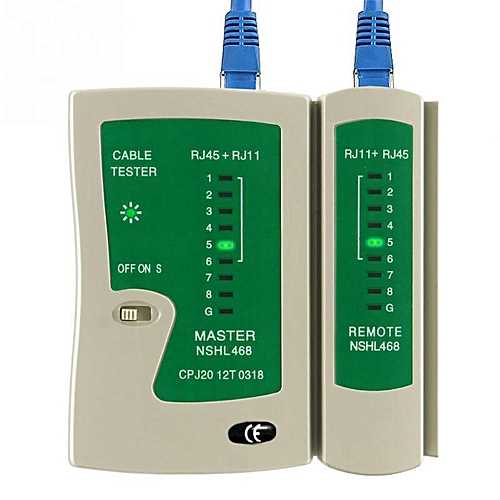 CABLE
TESTER
OFF ON S
RJ45 + RJ11
1
2
3
4
5
6
7
8
G
MASTER
NSHL468
CPJ20 12T 0318
CE
RJ11+ RJ45
1
2
3
4
5
6
7
8
G
REMOTE
NSHL468